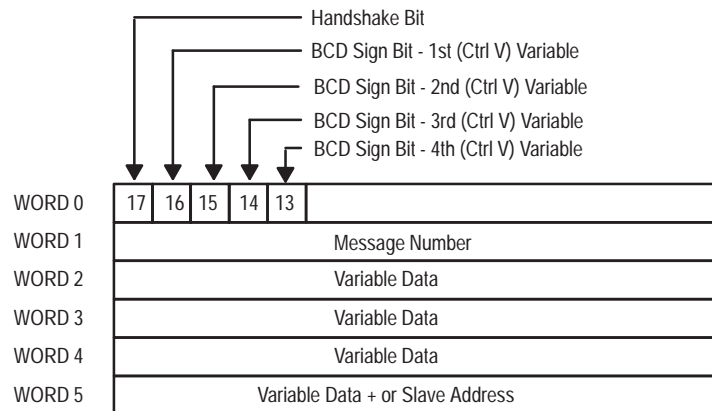 Handshake Bit
BCD Sign Bit - 1st (Ctrl V) Variable
BCD Sign Bit - 2nd (Ctrl V) Variable
BCD Sign Bit - 3rd (Ctrl V) Variable
BCD Sign Bit - 4th (Ctrl V) Variable
WORD 0 17 16 15 14 13
WORD 1 Message Number
WORD 2 Variable Data
WORD 3 Variable Data
WORD 4 Variable Data
WORD 5 Variable Data + or Slave Address